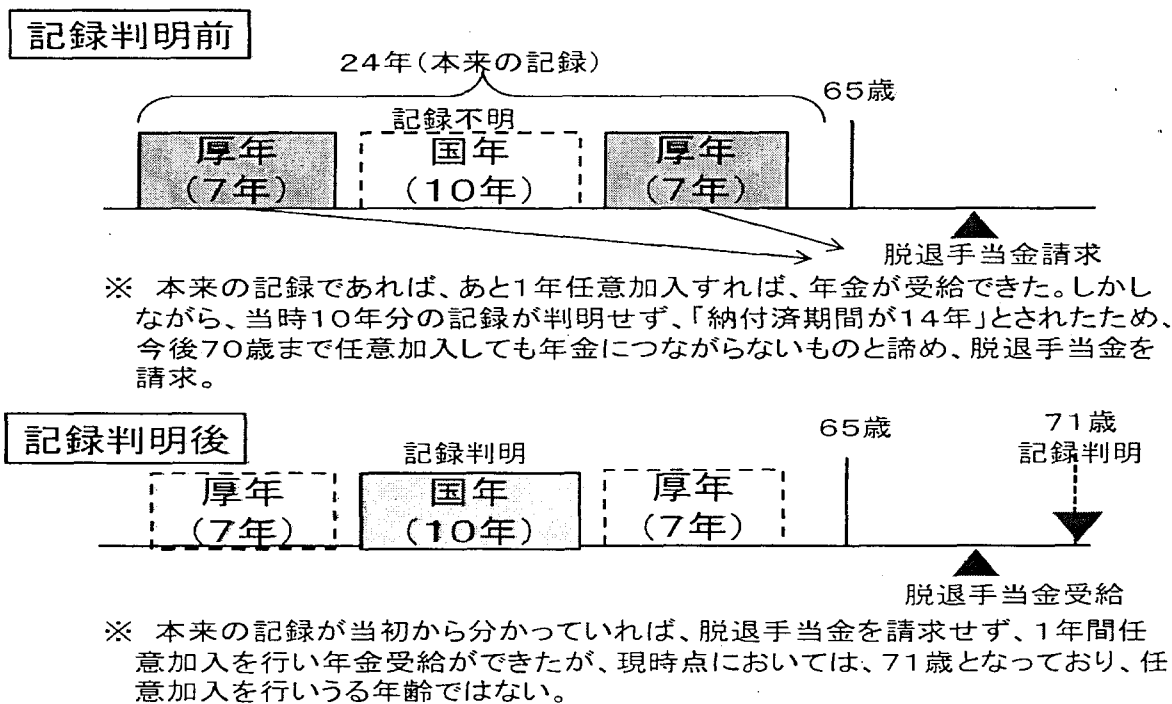 記録判明前
24年(本来の記録)
65歳
記録不明
厚年
(7年)
国年
(10年)
厚年
(7年)
脱退手当金請求
※ 本来の記録であれば、あと1年任意加入すれば、年金が受給できた。しかし
ながら、当時10年分の記録が判明せず、「納付済期間が14年」とされたため、
今後70歳まで任意加入しても年金につながらないものと諦め、脱退手当金を
請求。
記録判明後
65歳
71歳
記録判明
記録判明
厚年
(7年)
国年
(10年)
厚年
(7年)
脱退手当金受給
※ 本来の記録が当初から分かっていれば、脱退手当金を請求せず、1年間任
意加入を行い年金受給ができたが、現時点においては、71歳となっており、任
意加入を行いうる年齢ではない。